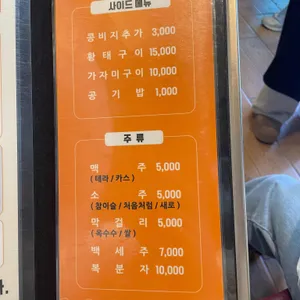 사이드메뉴
콩비지추가 3,000
황태구이 15,000
가자미구이 10,000
공기밥 1,000
주류
맥주 5,000
(테라/카스)
소주 5,000
(참이슬/처음처럼/새로)
막걸리 5,000
(옥수수/쌀)
백세주 7,000
복분자 10,000
다.